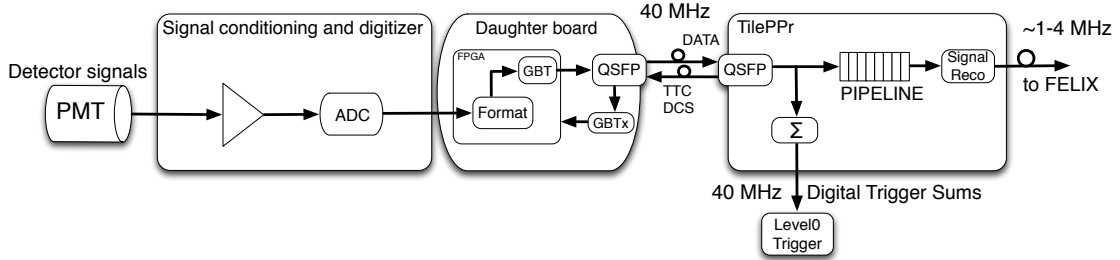 Detector signals
PMT
Signal conditioning and digitizer
ADC
Daughter board
FPGA
GBT
Format
QSFP
GBTx
40 MHz
DATA
TTC
DCS
TilePPr
QSFP
PIPELINE
Signal
Reco
Σ
~1-4 MHz
to FELIX
40 MHz
Digital Trigger Sums
Level0
Trigger